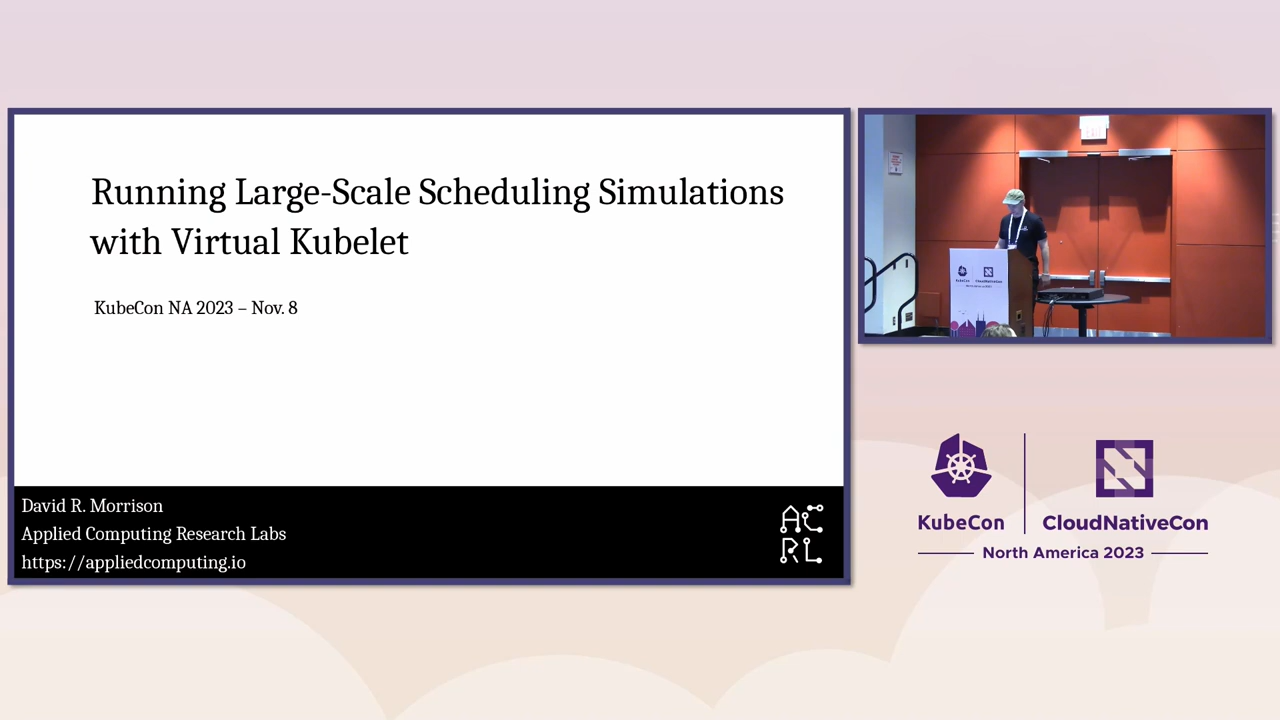 Running Large-Scale Scheduling Simulations
with Virtual Kubelet
KubeCon NA 2023 – Nov. 8
David R. Morrison
Applied Computing Research Labs
https://appliedcomputing.io
AC
RL
KubeCon
CloudNativeCon
North America 2023